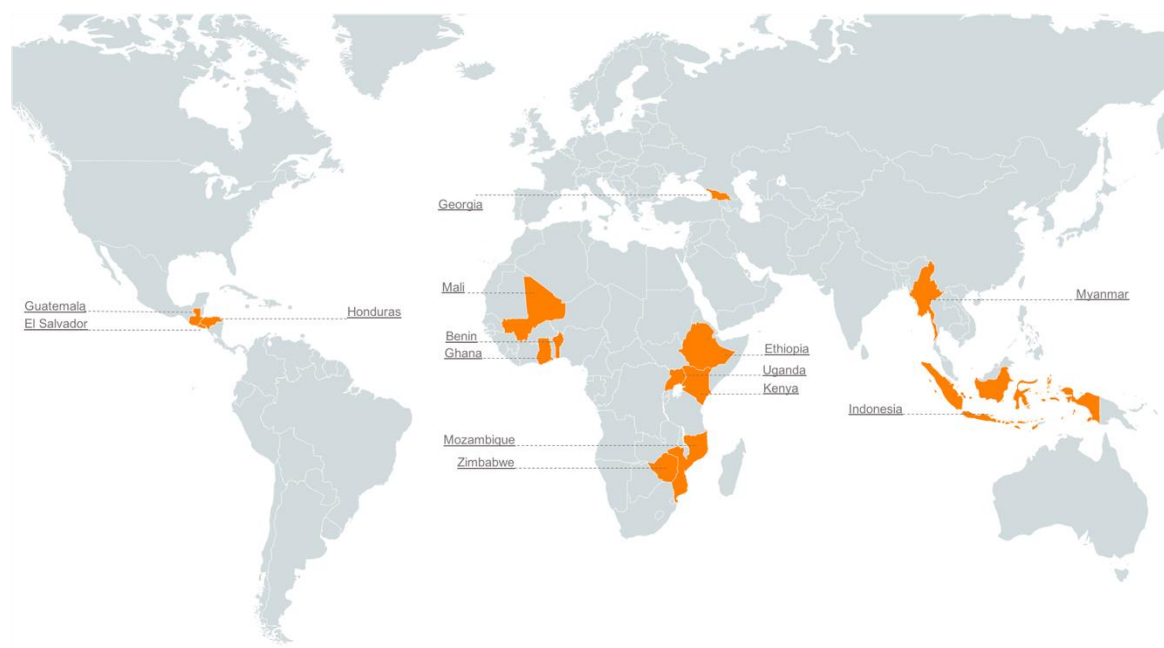 Georgia
Mali
Myanmar
Guatemala
Honduras
El Salvador
Benin
Ghana
Ethiopia
Uganda
Kenya
Indonesia
Mozambique
Zimbabwe